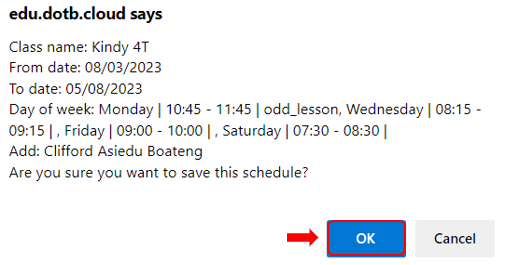 edu.dotb.cloud says
Class name: Kindy 4T
From date: 08/03/2023
To date: 05/08/2023
Day of week: Monday | 10:45 - 11:45 | odd_lesson, Wednesday | 08:15 -
09:15 | , Friday | 09:00 - 10:00 | , Saturday | 07:30 - 08:30 |
Add: Clifford Asiedu Boateng
Are you sure you want to save this schedule?
OK Cancel